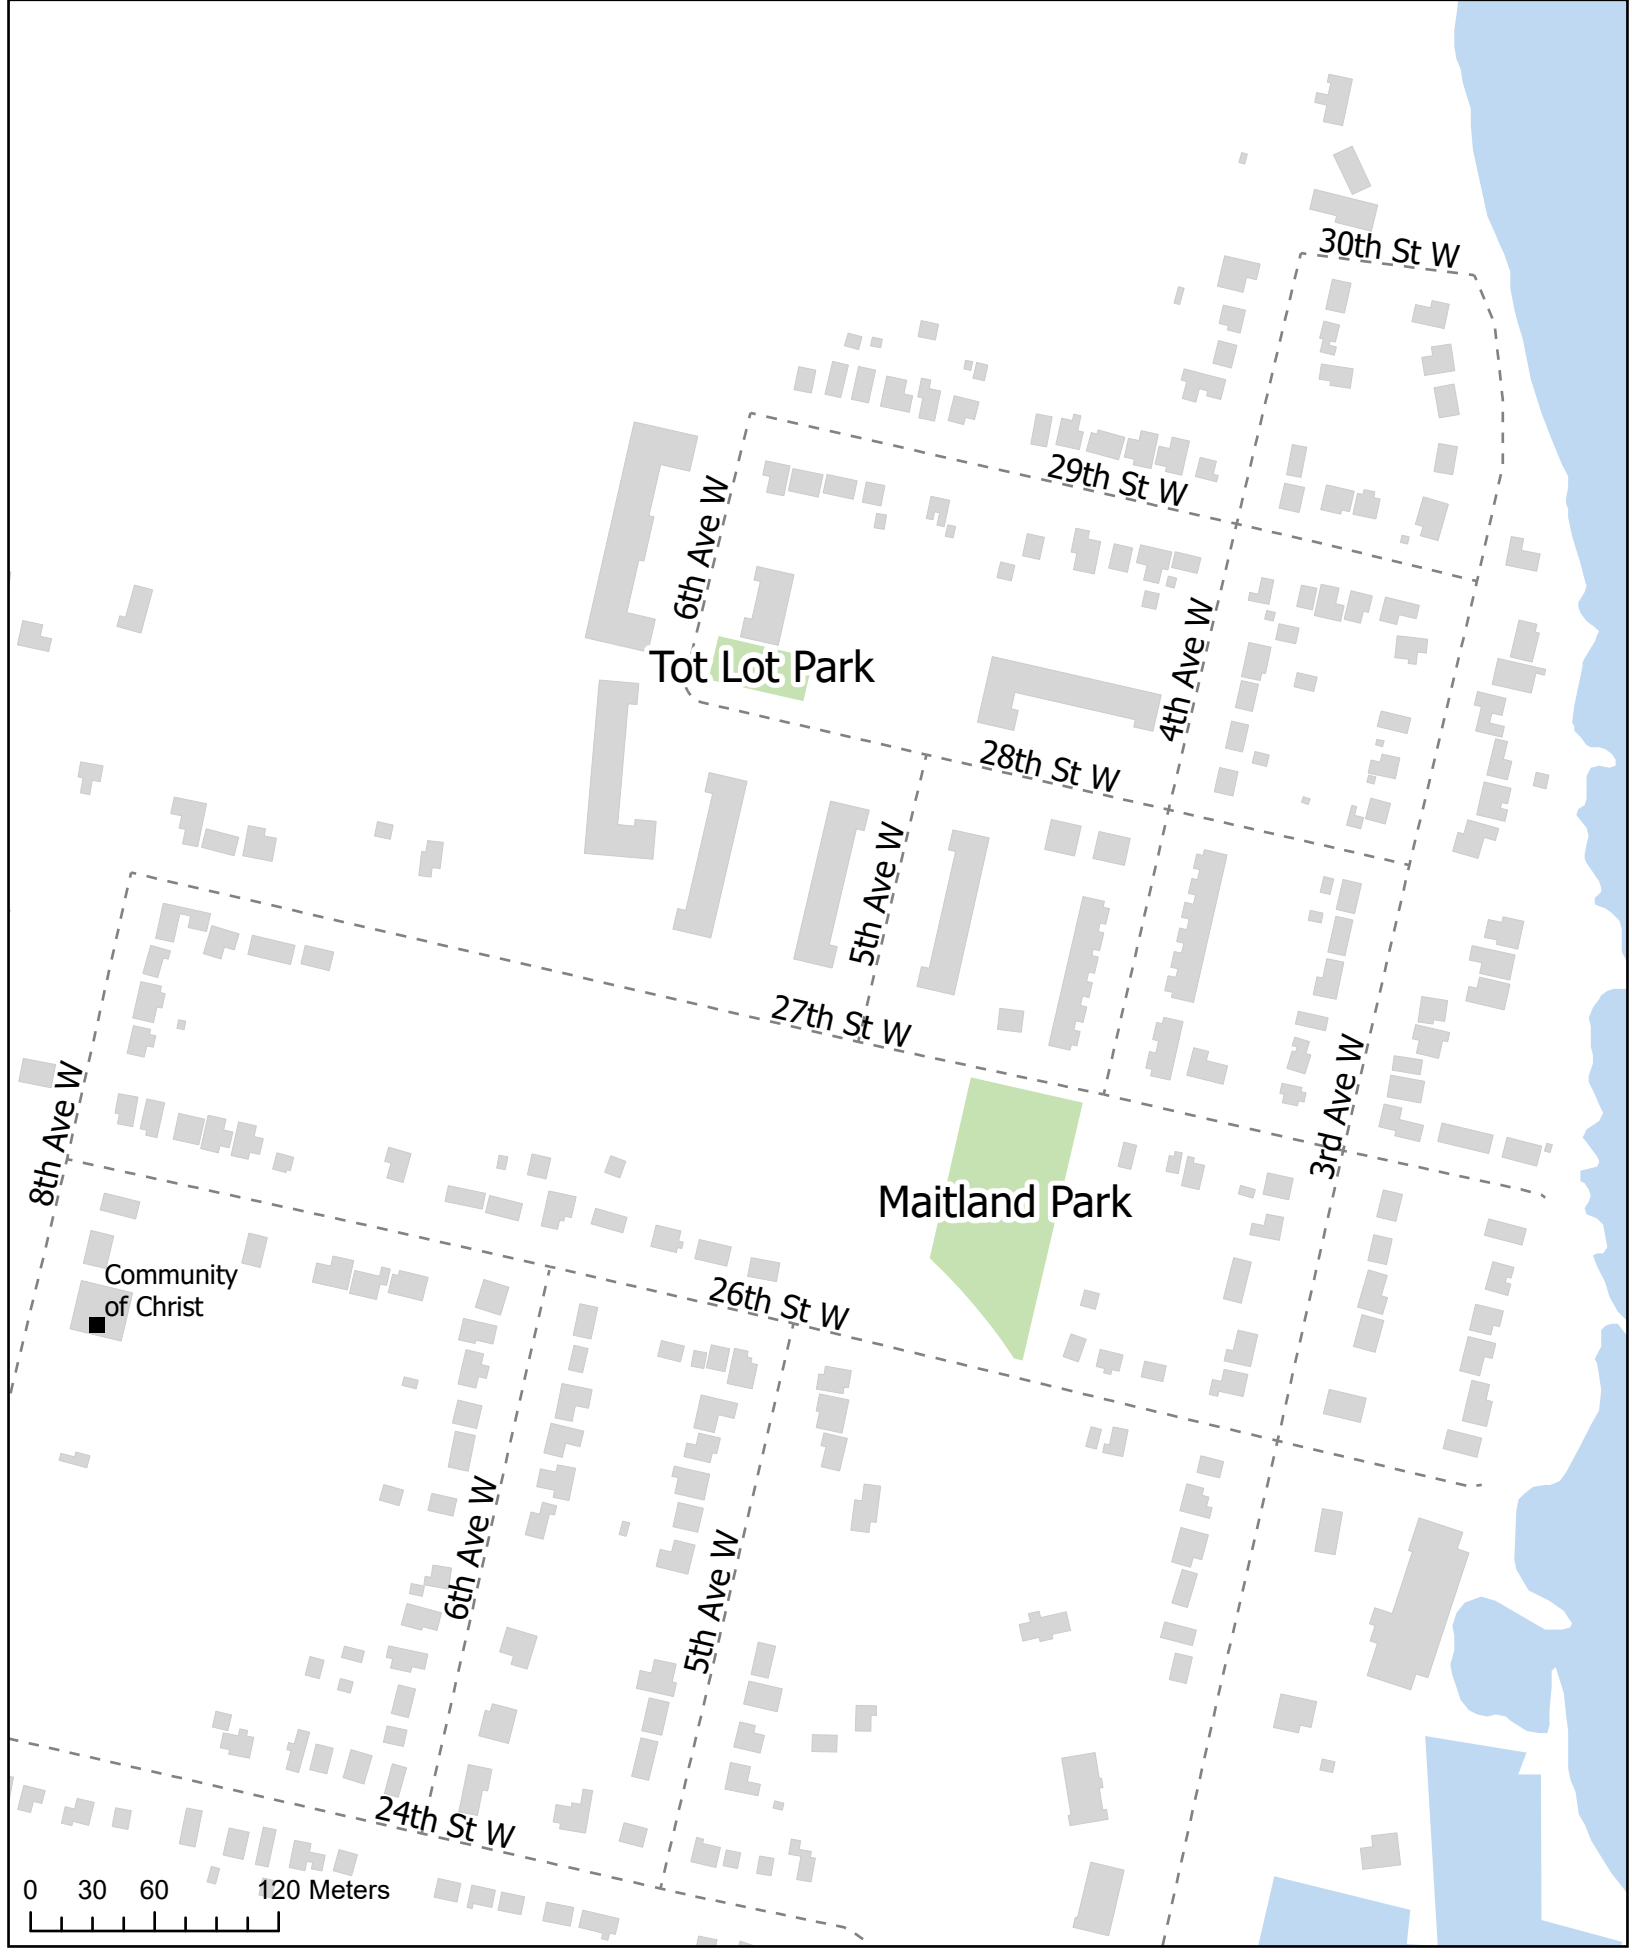 30th St W
29th St W
6th Ave W
4th Ave W
Tot Lot Park
28th St W
5th Ave W
27th St W
3rd Ave W
8th Ave W
Maitland Park
Community
of Christ
26th St W
6th Ave W
5th Ave W
24th St W
0 30 60 120 Meters